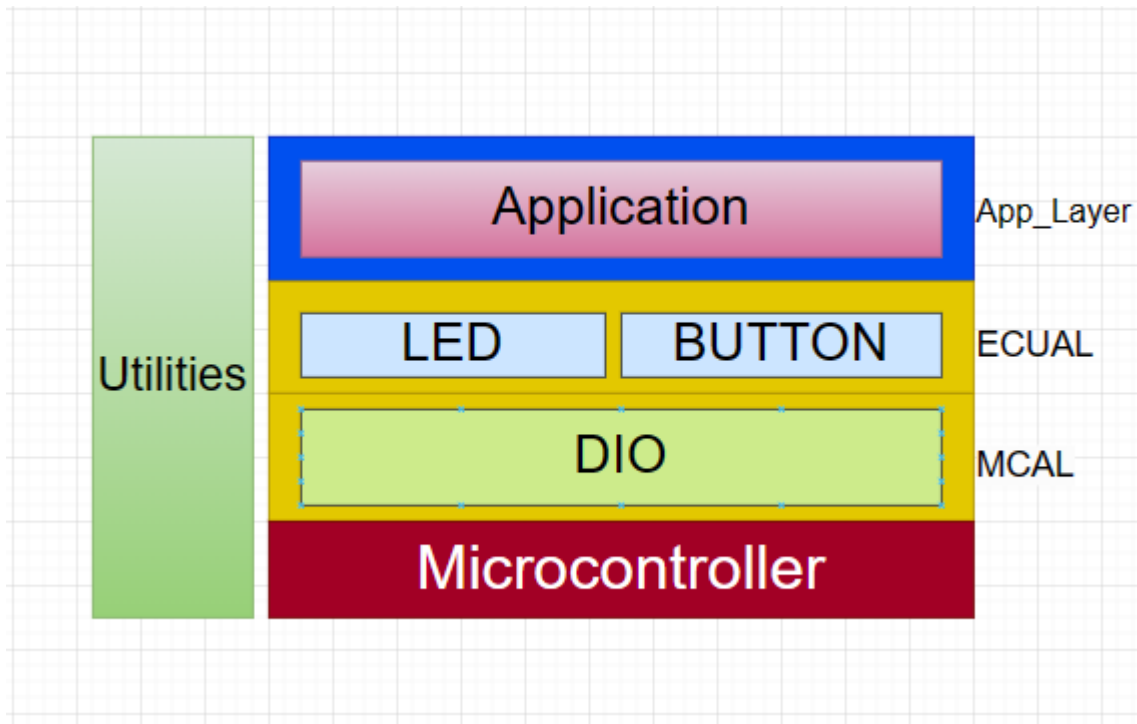 Application
App_Layer
LED
BUTTON
ECUAL
Utilities
DIO
MCAL
Microcontroller